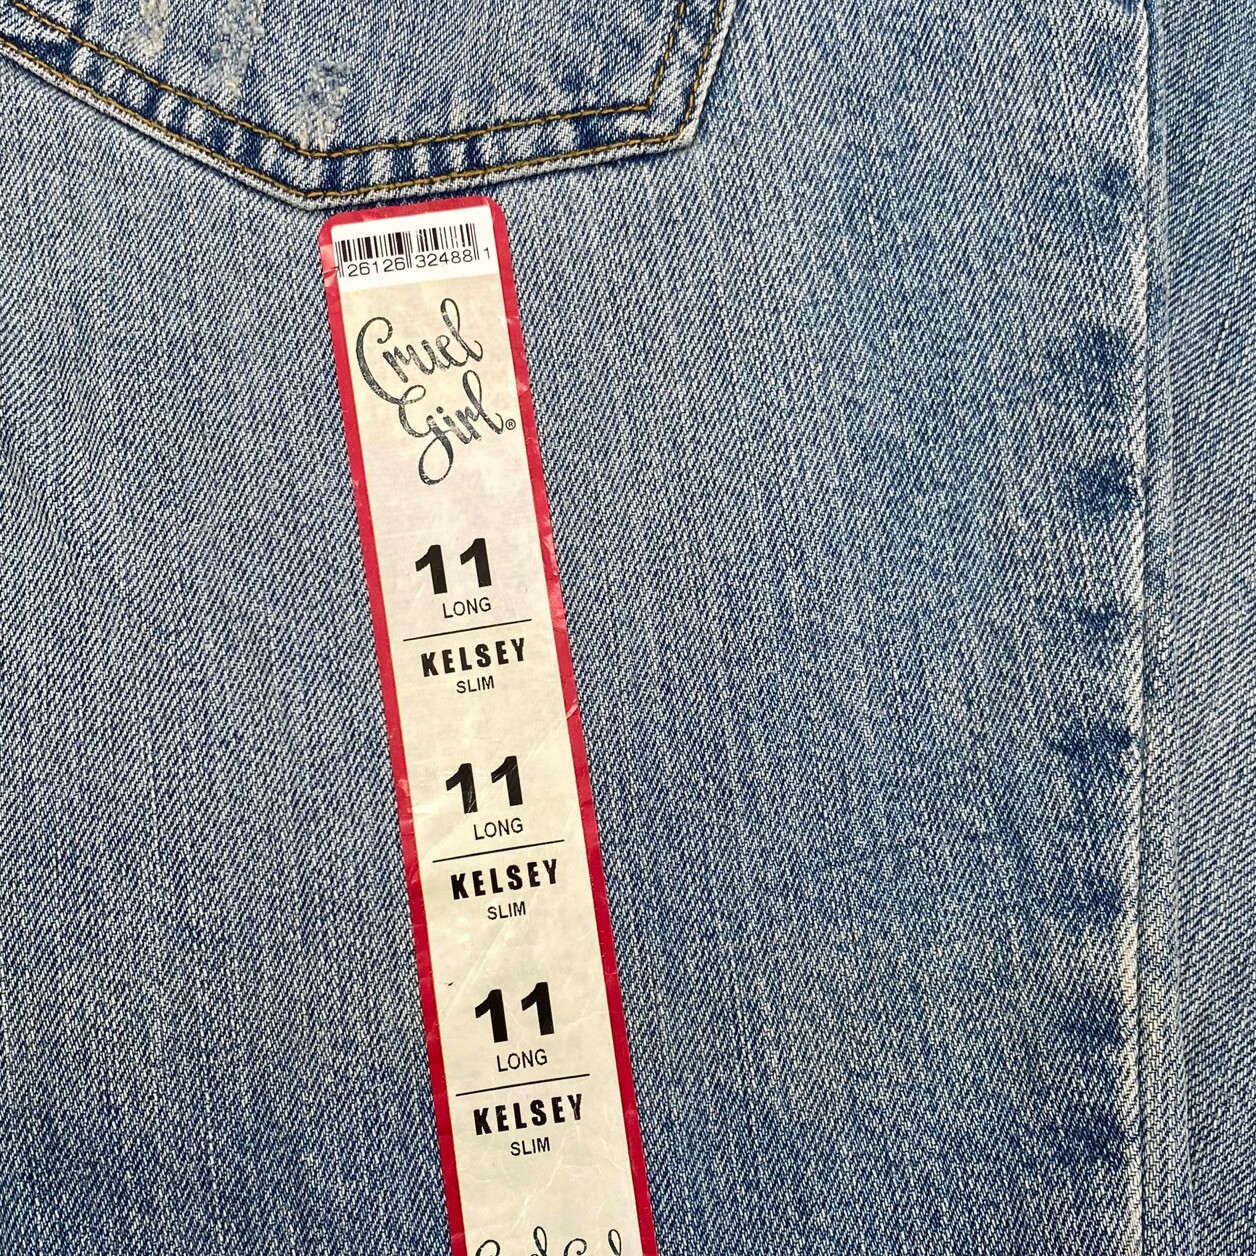 26126 32488 1
Cruel
Girl®
11
LONG
KELSEY
SLIM
11
LONG
KELSEY
SLIM
11
LONG
KELSEY
SLIM